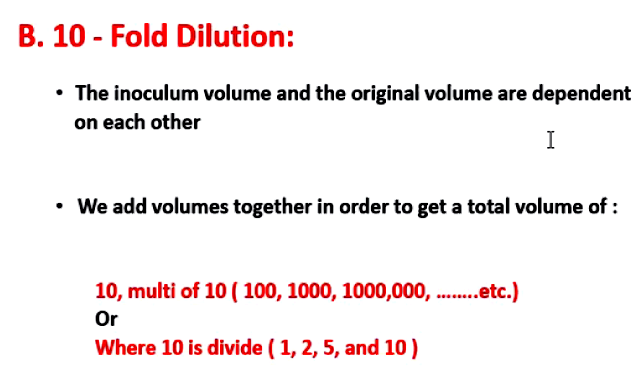 B. 10 - Fold Dilution:
• The inoculum volume and the original volume are dependent
on each other
• We add volumes together in order to get a total volume of :
10, multi of 10 ( 100, 1000, 1000,000, ........etc.)
Or
Where 10 is divide ( 1, 2, 5, and 10 )